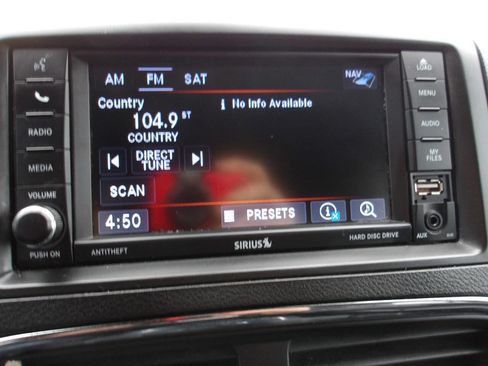 AM FM SAT NAV
Country
i No Info Available
104.9 ST
COUNTRY
DIRECT
TUNE
SCAN
4:50
PRESETS
RADIO
MEDIA
VOLUME
PUSH ON
LOAD
MENU
AUDIO
MY
FILES
AUX
ANTITHEFT
SIRIUS
HARD DISC DRIVE